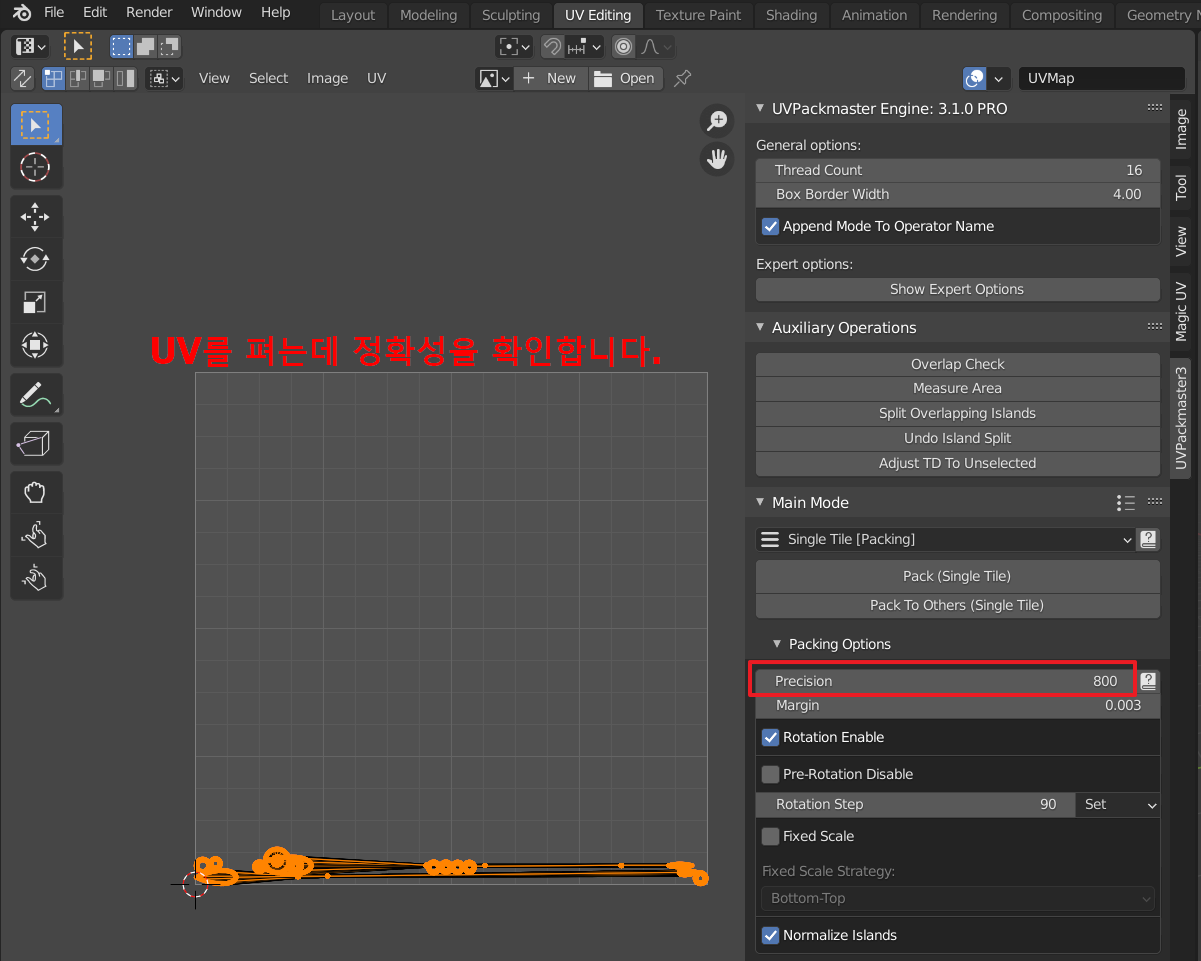 File Edit Render Window Help Layout Modeling Sculpting UV Editing Texture Paint Shading Animation Rendering Compositing Geometry
View Select Image UV New Open UVMap
UVPackmaster Engine: 3.1.0 PRO
General options:
Thread Count 16
Box Border Width 4.00
Append Mode To Operator Name
Expert options:
Show Expert Options
Auxiliary Operations
UV를 펴는데 정확성을 확인합니다.
Overlap Check
Measure Area
Split Overlapping Islands
Undo Island Split
Adjust TD To Unselected
Main Mode
Single Tile [Packing]
Pack (Single Tile)
Pack To Others (Single Tile)
Packing Options
Precision 800
Margin 0.003
Rotation Enable
Pre-Rotation Disable
Rotation Step 90 Set
Fixed Scale
Fixed Scale Strategy:
Bottom-Top
Normalize Islands
Image
Tool
View
Magic UV
UVPackmaster3